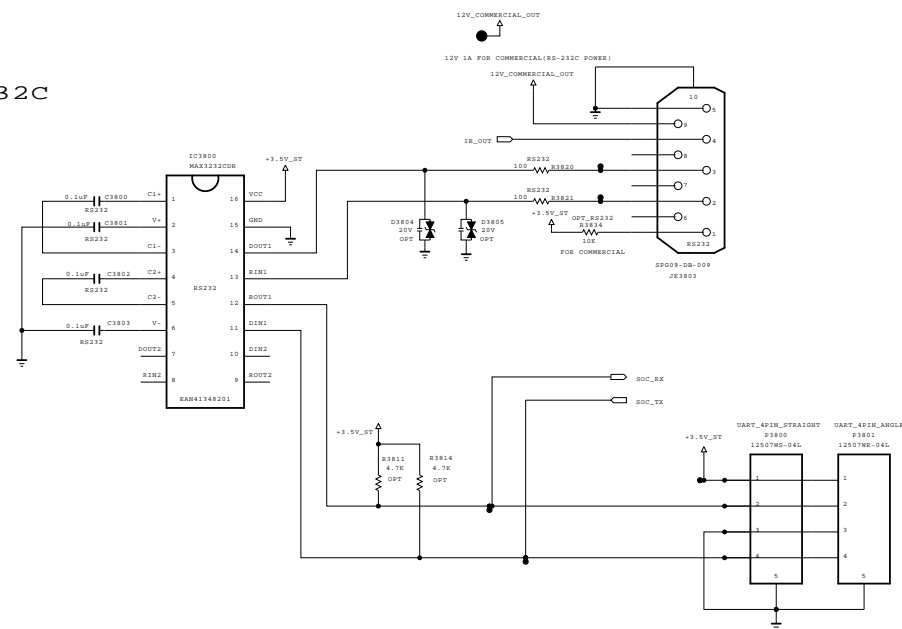 12V_COMMERCIAL_OUT
12V 1A FOR COMMERCIAL(RS-232C POWER)
12V_COMMERCIAL_OUT
32C
IR_OUT
10
5
9
4
8
3
7
2
6
1
RS232
SPG09-DB-009
JK3803
RS232
100 R3820
RS232
100 R3821
+3.5V_ST OPT_RS232
R3834
10K
FOR COMMERCIAL
D3804
20V
OPT
D3805
20V
OPT
IC3800
MAX3232CDR
+3.5V_ST
0.1uF C3800
RS232
0.1uF C3801
RS232
0.1uF C3802
RS232
0.1uF C3803
RS232
C1+ 1
V+ 2
C1- 3
C2+ 4
C2- 5
V- 6
DOUT2 7
RIN2 8
RS232
16 VCC
15 GND
14 DOUT1
13 RIN1
12 ROUT1
11 DIN1
10 DIN2
9 ROUT2
EAN41348201
SOC_RX
SOC_TX
+3.5V_ST
R3811
4.7K
OPT
R3814
4.7K
OPT
+3.5V_ST
UART_4PIN_STRAIGHT
P3800
12507WS-04L
1
2
3
4
5
UART_4PIN_ANGLE
P3801
12507WR-04L
1
2
3
4
5